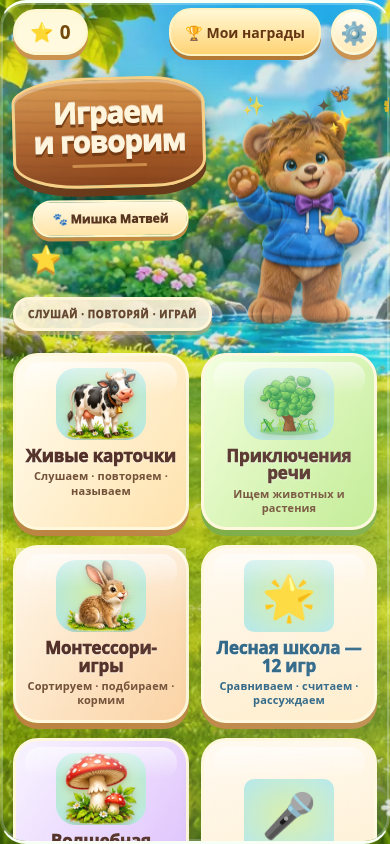 0
Мои награды
Играем
и говорим
Мишка Матвей
СЛУШАЙ · ПОВТОРЯЙ · ИГРАЙ
Живые карточки
Слушаем · повторяем ·
называем
Приключения
речи
Ищем животных и
растения
Монтессори-
игры
Сортируем · подбираем ·
кормим
Лесная школа —
12 игр
Сравниваем · считаем ·
рассуждаем
Волшебная